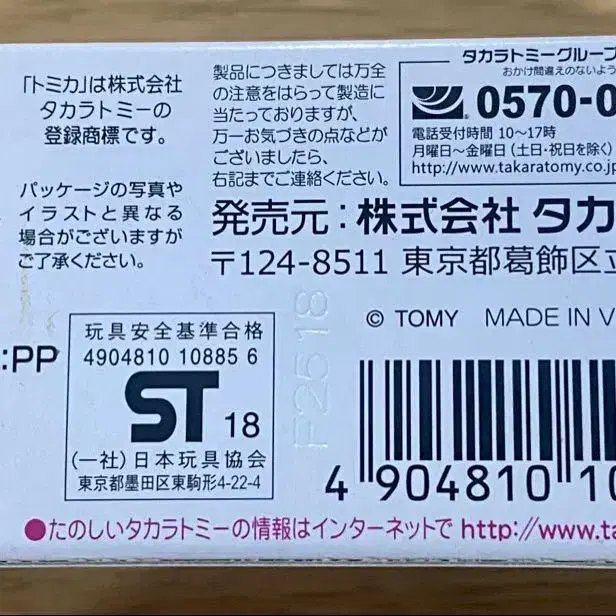 「トミカ」は株式会社
タカラトミーの
登録商標です。
パッケージの写真や
イラストと異なる
場合がございますが
ご了承ください。
製品につきましては万全
の注意をはらって製造に
当たっておりますが、
万一お気づきの点などが
ございましたら、
右記までご連絡ください。
タカラトミーグループ
おかけ間違えのないよう
0570-0
電話受付時間 10〜17時
月曜日〜金曜日(土・祝日を除く)
http://www.takaratomy.co.jp
発売元:株式会社 タカ
〒124-8511 東京都葛飾区立
© TOMY MADE IN V
:PP
玩具安全基準合格
4904810 10885 6
ST 18
(一社)日本玩具協会
東京都墨田区東駒形4-22-4
F2518
4 904810 10
●たのしいタカラトミーの情報はインターネットで http://www.ta